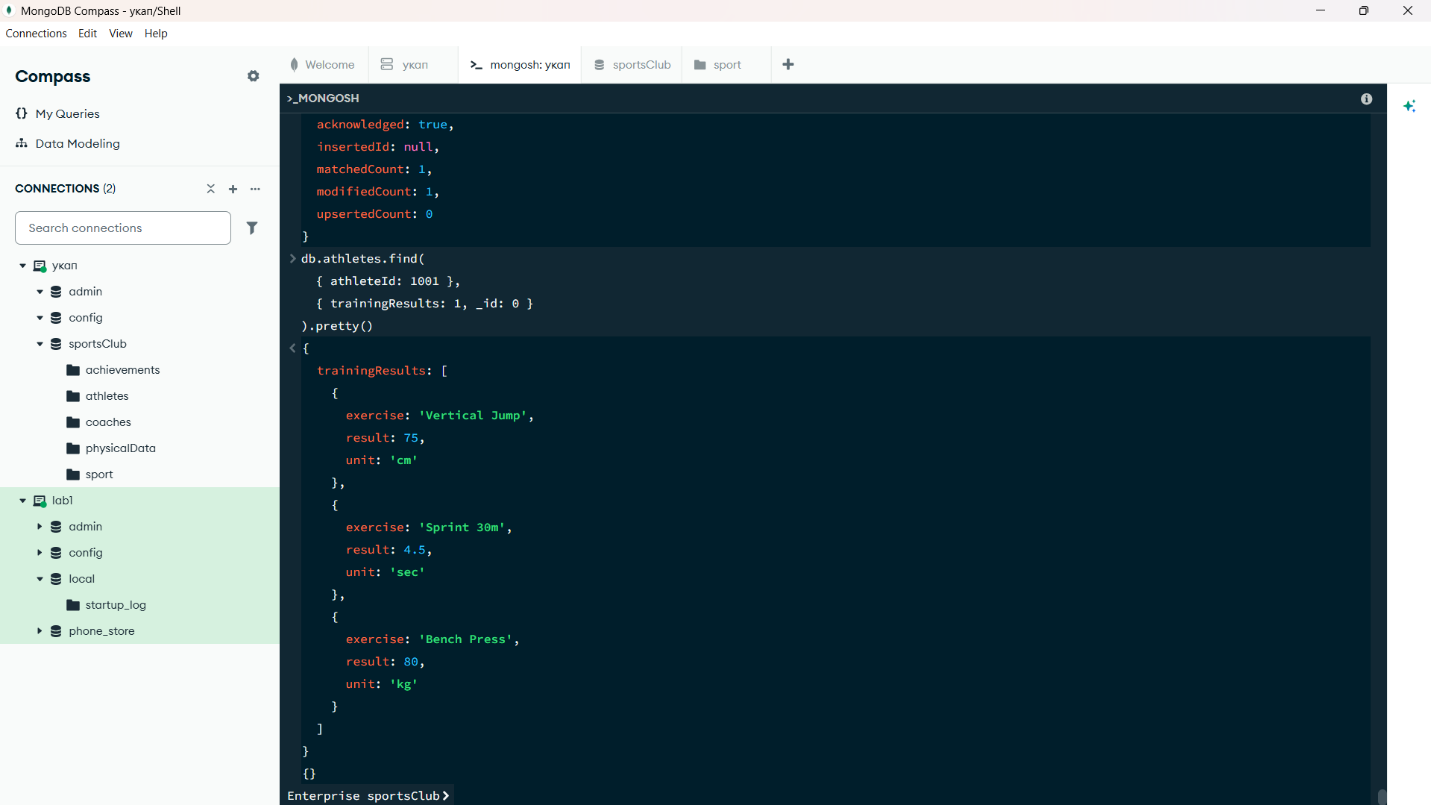 MongoDB Compass - укап/Shell
Connections Edit View Help
Compass
My Queries
Data Modeling
CONNECTIONS (2)
Search connections
укап
admin
config
sportsClub
achievements
athletes
coaches
physicalData
sport
lab1
admin
config
local
startup_log
phone_store
Welcome
укап
>_ mongosh: укап
sportsClub
sport
+
>_MONGOSH
acknowledged: true,
insertedId: null,
matchedCount: 1,
modifiedCount: 1,
upsertedCount: 0
}
> db.athletes.find(
{ athleteId: 1001 },
{ trainingResults: 1, _id: 0 }
).pretty()
< {
trainingResults: [
{
exercise: 'Vertical Jump',
result: 75,
unit: 'cm'
},
{
exercise: 'Sprint 30m',
result: 4.5,
unit: 'sec'
},
{
exercise: 'Bench Press',
result: 80,
unit: 'kg'
}
]
}
{}
Enterprise sportsClub>